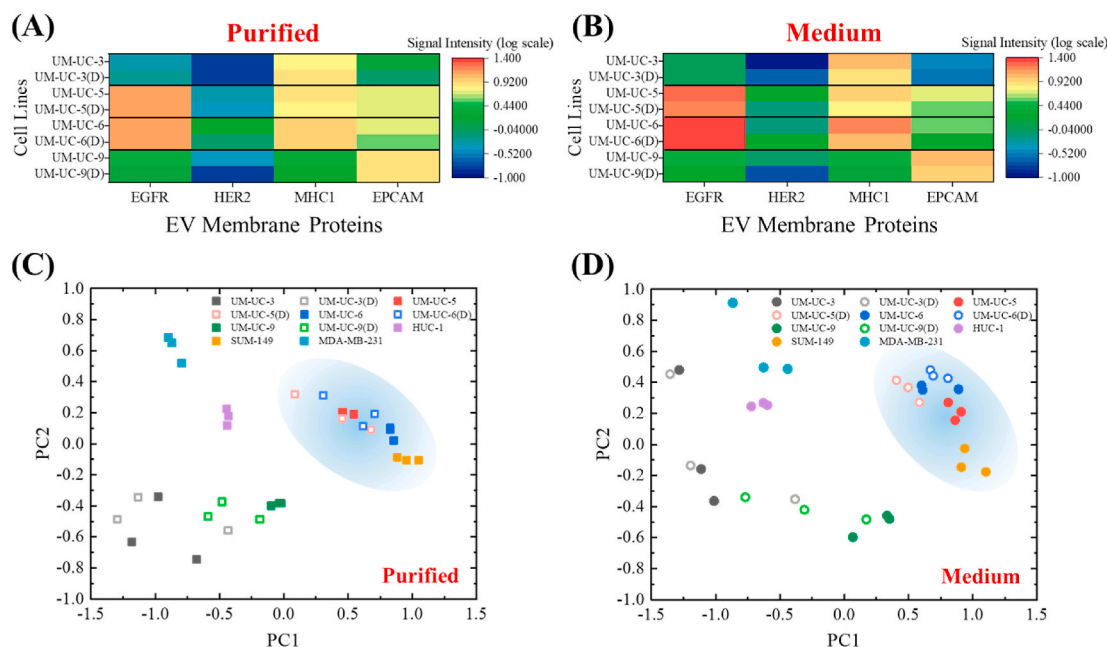 (A)
Purified
Signal Intensity (log scale)
Cell Lines
UM-UC-3
UM-UC-3(D)
UM-UC-5
UM-UC-5(D)
UM-UC-6
UM-UC-6(D)
UM-UC-9
UM-UC-9(D)
1.400
0.9200
0.44400
-0.04000
-0.5200
-1.000
EGFR HER2 MHC1 EPCAM
EV Membrane Proteins
(B)
Medium
Signal Intensity (log scale)
Cell Lines
UM-UC-3
UM-UC-3(D)
UM-UC-5
UM-UC-5(D)
UM-UC-6
UM-UC-6(D)
UM-UC-9
UM-UC-9(D)
1.400
0.9200
0.44400
-0.04000
-0.5200
-1.000
EGFR HER2 MHC1 EPCAM
EV Membrane Proteins
(C)
PC2
1.0
0.8
0.6
0.4
0.2
0.0
-0.2
-0.4
-0.6
-0.8
-1.0
UM-UC-3 UM-UC-3(D) UM-UC-5
UM-UC-5(D) UM-UC-6 UM-UC-6(D)
UM-UC-9 UM-UC-9(D) HUC-1
SUM-149 MDA-MB-231
Purified
-1.5 -1.0 -0.5 0.0 0.5 1.0 1.5
PC1
(D)
PC2
1.0
0.8
0.6
0.4
0.2
0.0
-0.2
-0.4
-0.6
-0.8
-1.0
UM-UC-3 UM-UC-3(D) UM-UC-5
UM-UC-5(D) UM-UC-6 UM-UC-6(D)
UM-UC-9 UM-UC-9(D) HUC-1
SUM-149 MDA-MB-231
Medium
-1.5 -1.0 -0.5 0.0 0.5 1.0 1.5
PC1